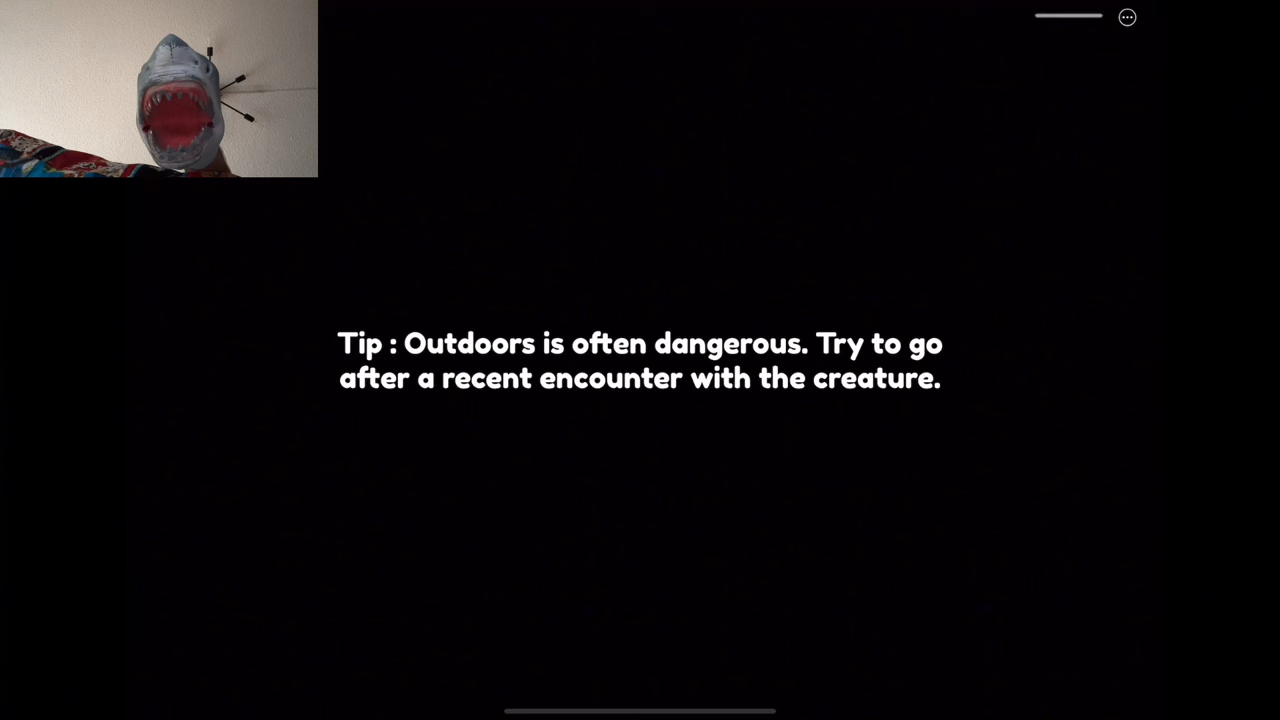 Tip : Outdoors is often dangerous. Try to go
after a recent encounter with the creature.